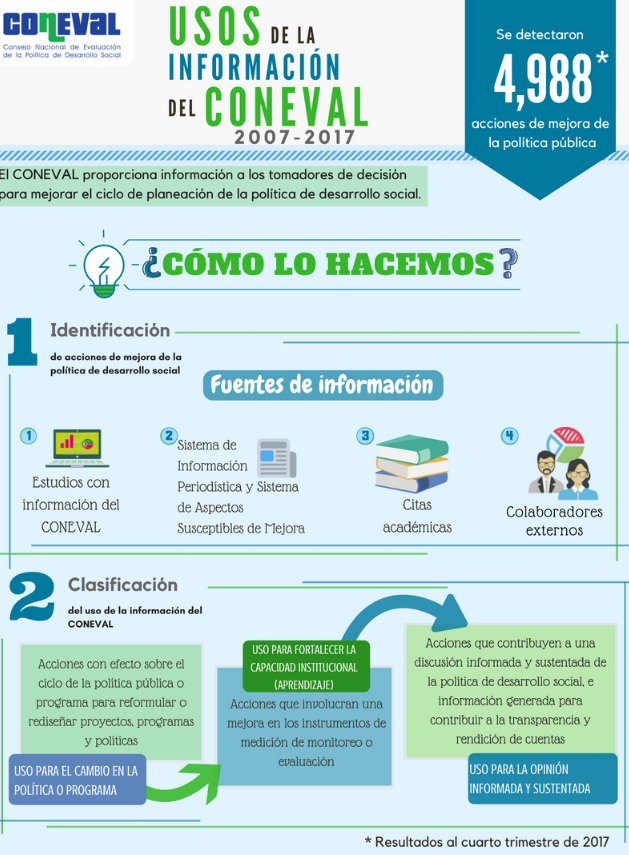 CONEVAL
Consejo Nacional de Evaluación
de la Política de Desarrollo Social
USOS DE LA
INFORMACIÓN
DEL CONEVAL
2007-2017
Se detectaron
4,988*
acciones de mejora de
la política pública
El CONEVAL proporciona información a los tomadores de decisión
para mejorar el ciclo de planeación de la política de desarrollo social.
¿CÓMO LO HACEMOS?
1 Identificación
de acciones de mejora de la
política de desarrollo social
Fuentes de información
1
Estudios con
información del
CONEVAL
2
Sistema de
Información
Periodística y Sistema
de Aspectos
Susceptibles de Mejora
3
Citas
académicas
4
Colaboradores
externos
2 Clasificación
del uso de la información del
CONEVAL
Acciones con efecto sobre el
ciclo de la política pública o
programa para reformular o
rediseñar proyectos, programas
y políticas
USO PARA EL CAMBIO EN LA
POLÍTICA O PROGRAMA
USO PARA FORTALECER LA
CAPACIDAD INSTITUCIONAL
(APRENDIZAJE)
Acciones que involucran una
mejora en los instrumentos de
medición de monitoreo o
evaluación
Acciones que contribuyen a una
discusión informada y sustentada de
la política de desarrollo social, e
información generada para
contribuir a la transparencia y
rendición de cuentas
USO PARA LA OPINIÓN
INFORMADA Y SUSTENTADA
* Resultados al cuarto trimestre de 2017